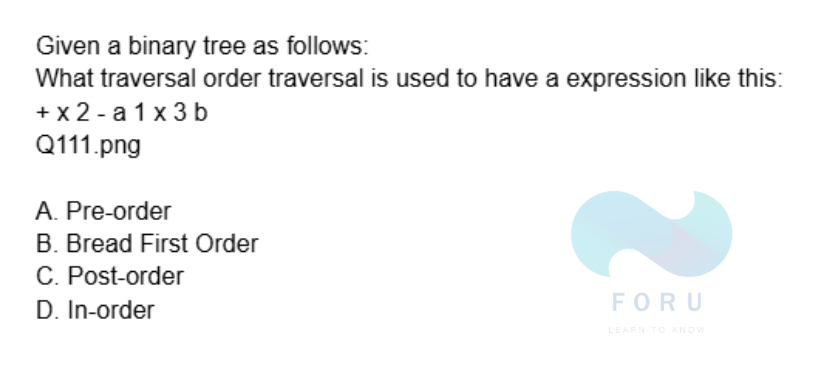 Given a binary tree as follows:
What traversal order traversal is used to have a expression like this:
+ x 2 - a 1 x 3 b
Q111.png
A. Pre-order
B. Bread First Order
C. Post-order
D. In-order
FORU
LEARN TO KNOW